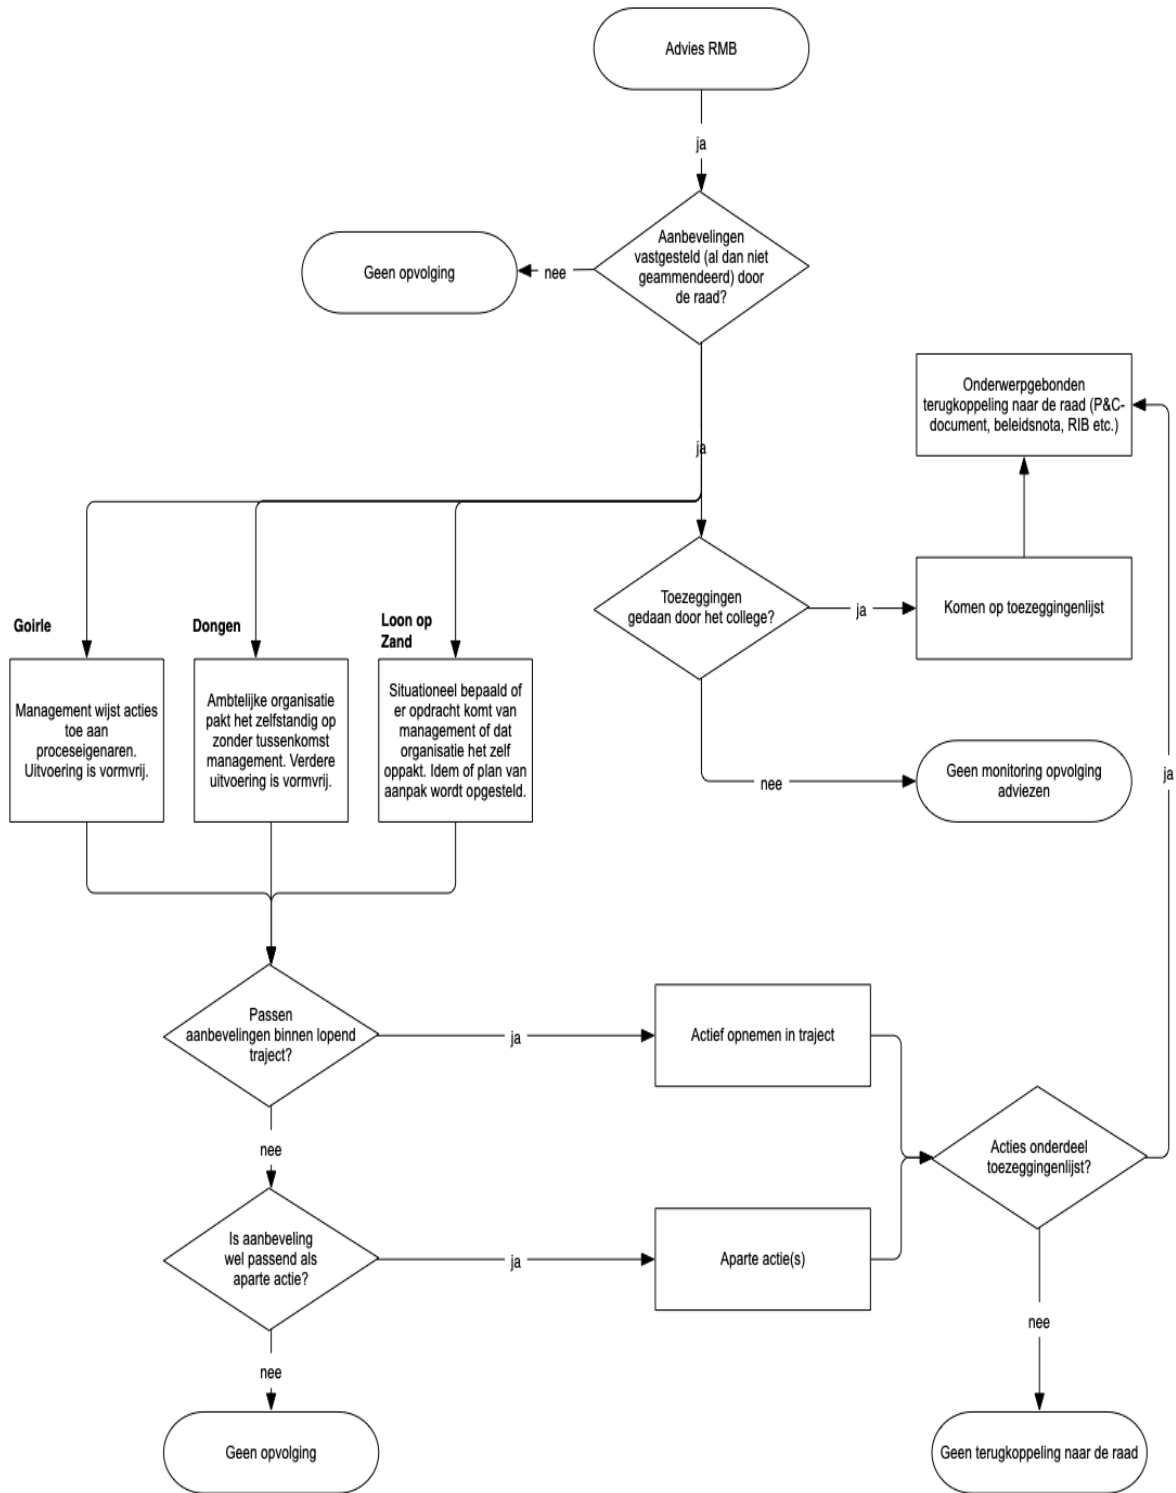 Advies RMB
ja
Aanbevelingen
vastgesteld (al dan niet
geammendeerd) door
de raad?
nee
Geen opvolging
ja
Onderwerpgebonden
terugkoppeling naar de raad (P&C-
document, beleidsnota, RIB etc.)
Toezeggingen
gedaan door het college?
ja
Komen op toezeggingenlijst
nee
Geen monitoring opvolging
adviezen
ja
Goirle
Management wijst acties
toe aan
proceseigenaren.
Uitvoering is vormvrij.
Dongen
Ambtelijke organisatie
pakt het zelfstandig op
zonder tussenkomst
management. Verdere
uitvoering is vormvrij.
Loon op
Zand
Situationeel bepaald of
er opdracht komt van
management of dat
organisatie het zelf
oppakt. Idem of plan van
aanpak wordt opgesteld.
Passen
aanbevelingen binnen lopend
traject?
ja
Actief opnemen in traject
nee
Is aanbeveling
wel passend als
aparte actie?
ja
Aparte actie(s)
nee
Geen opvolging
Acties onderdeel
toezeggingenlijst?
nee
Geen terugkoppeling naar de raad